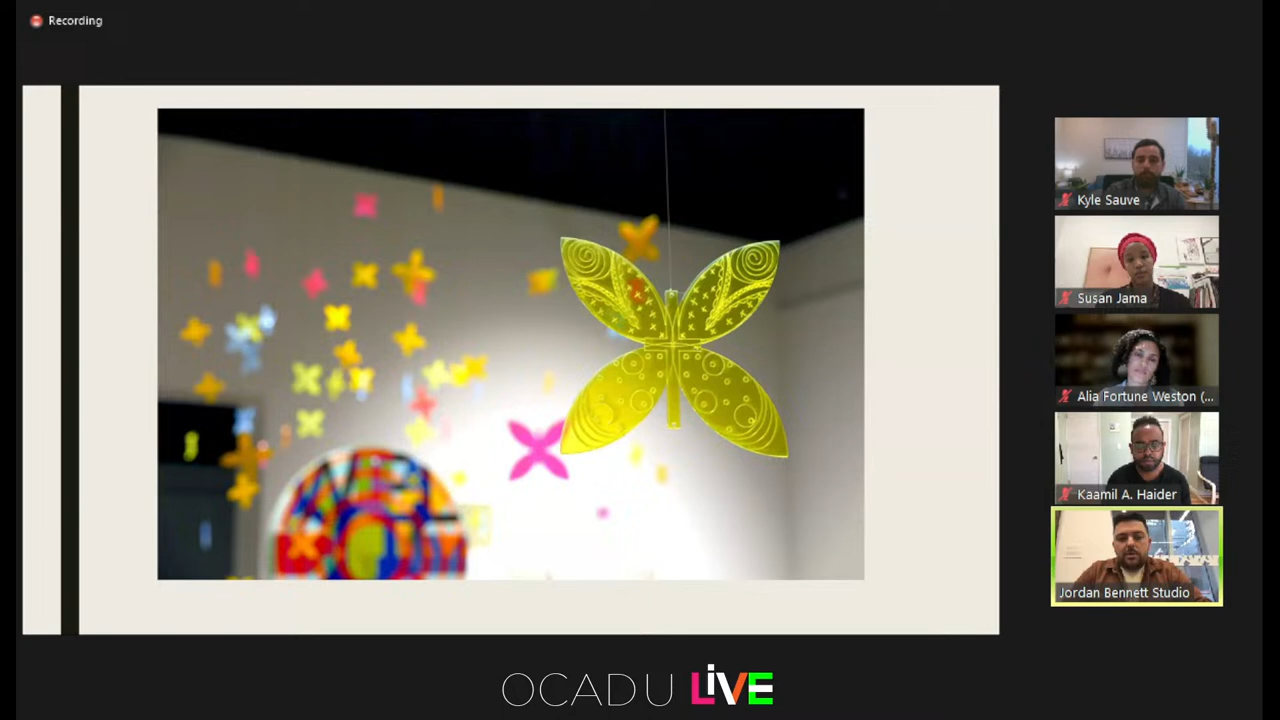 Recording
Kyle Sauve
Susan Jama
Alia Fortune Weston (...
Kaamil A. Haider
Jordan Bennett Studio
OCADU LiVE